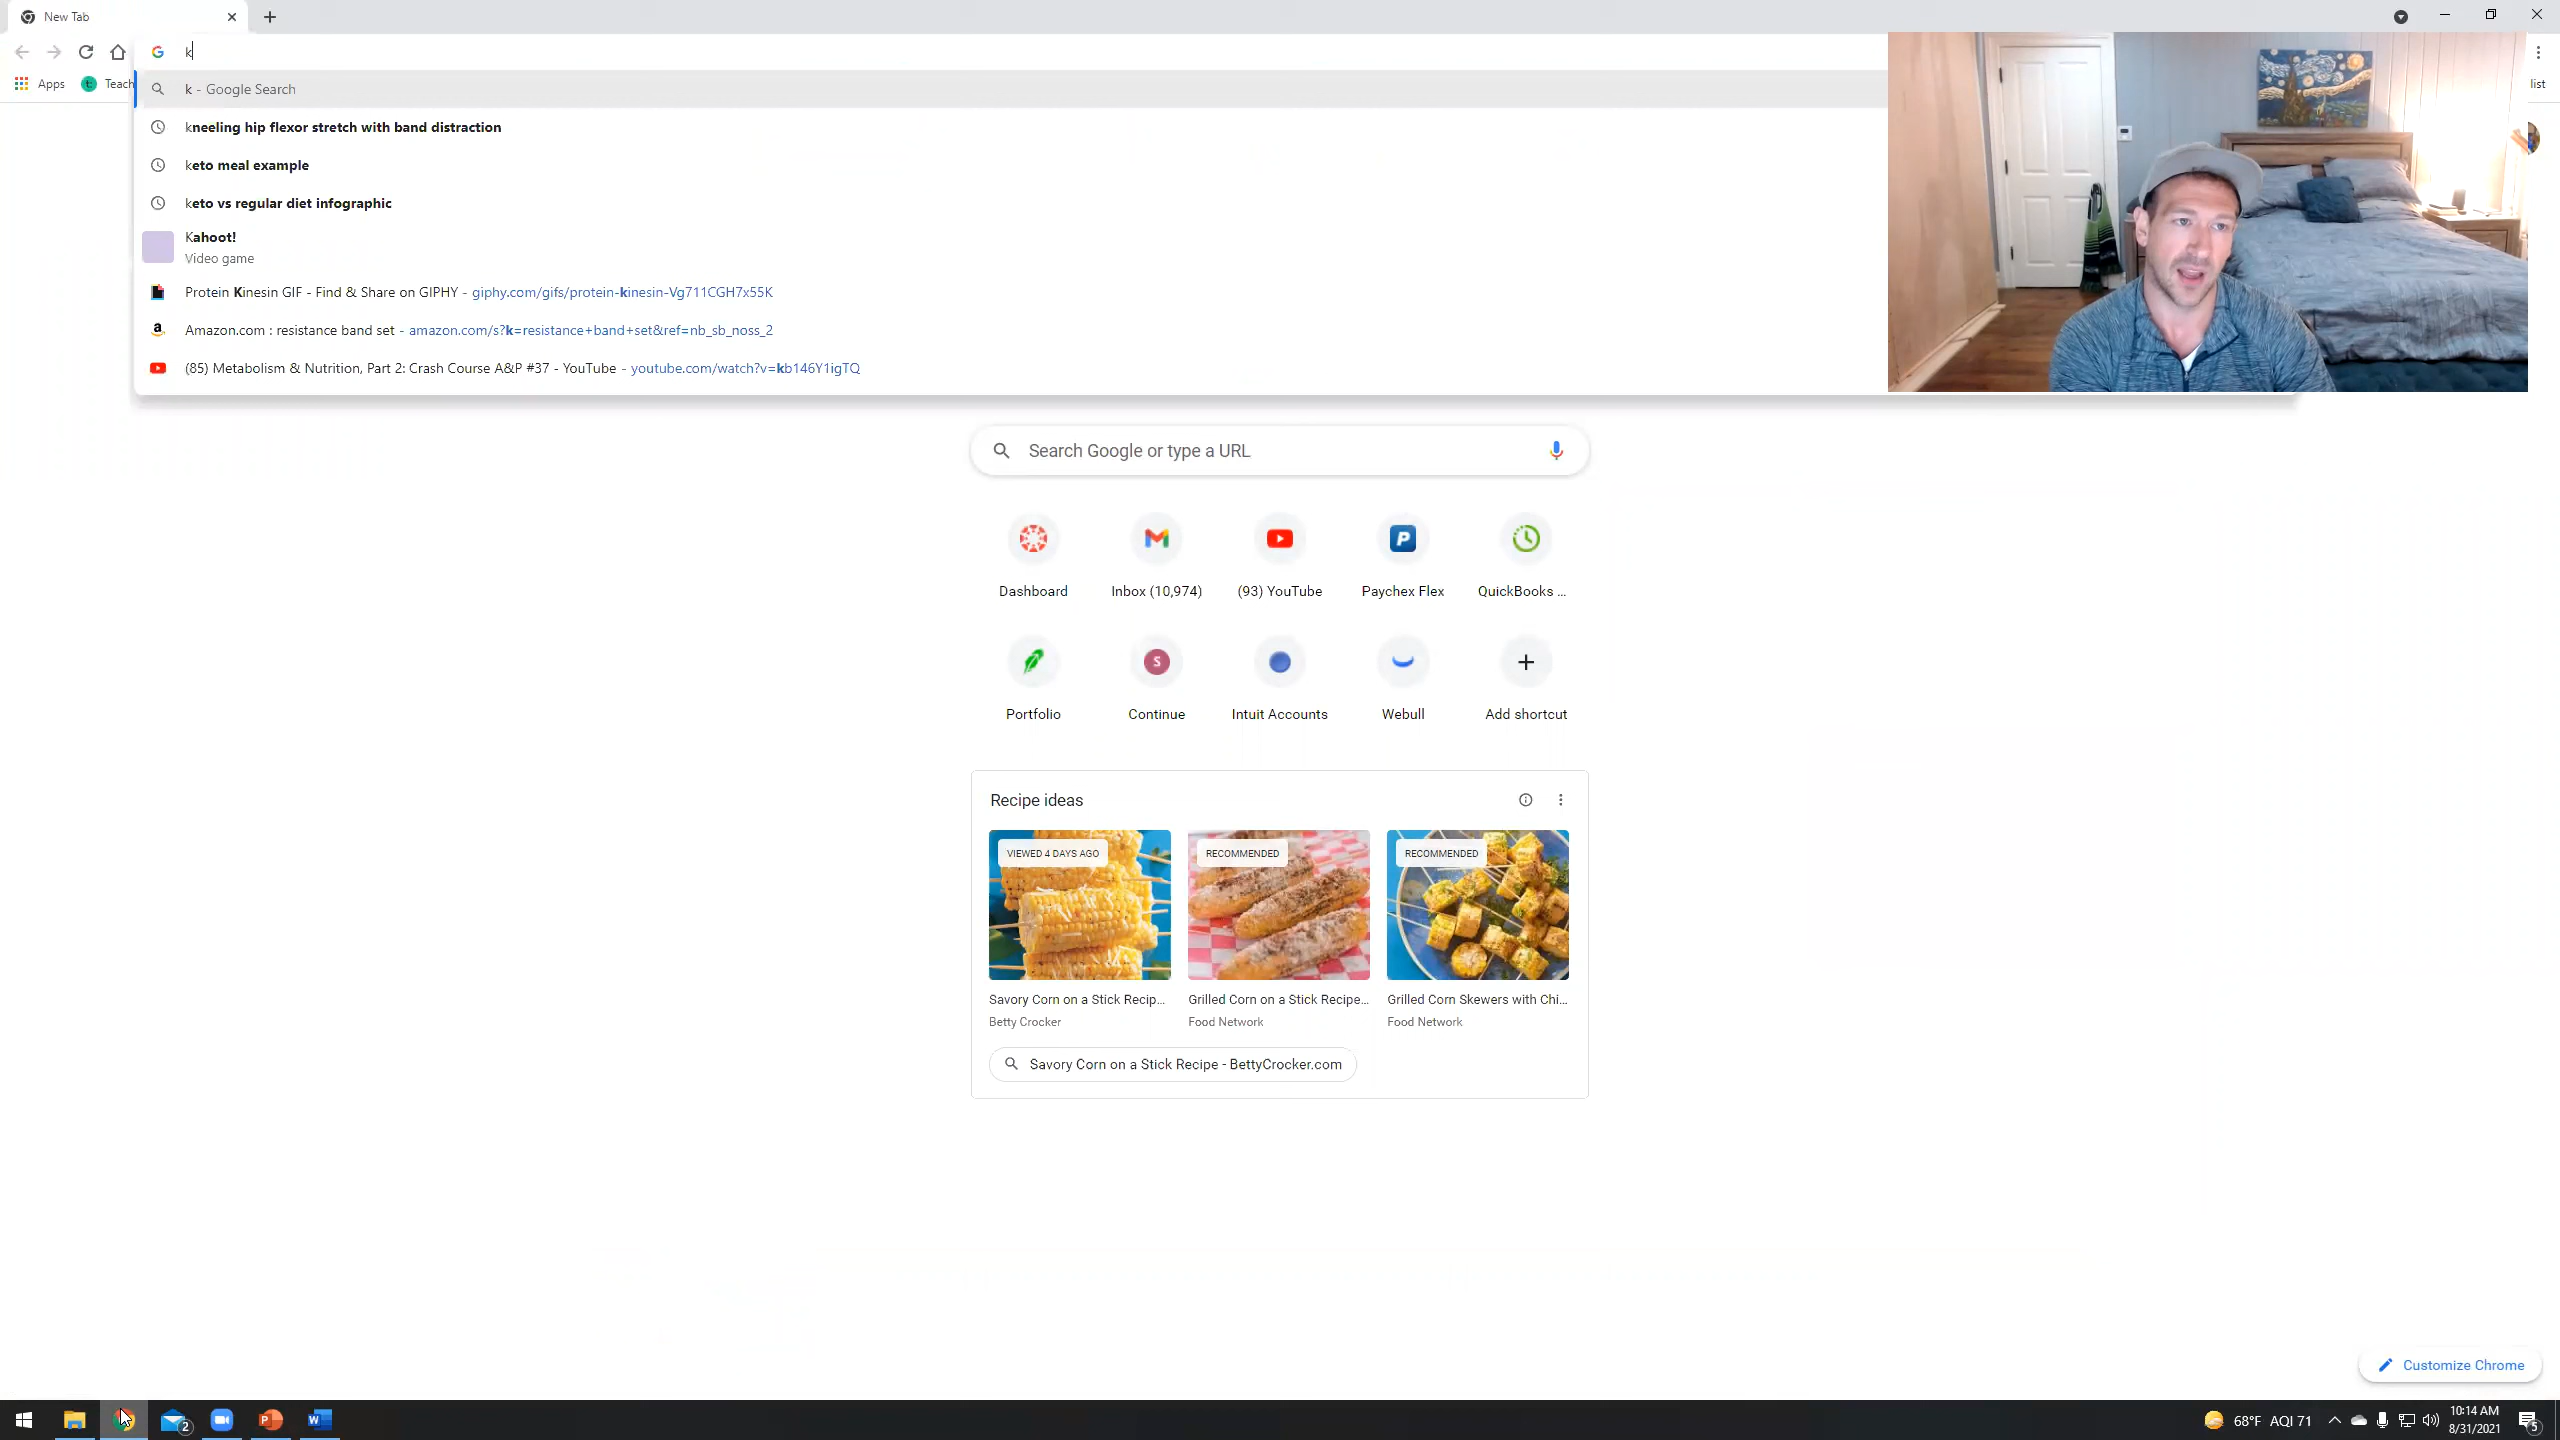 New Tab
k
Apps
Teach
list
k - Google Search
kneeling hip flexor stretch with band distraction
keto meal example
keto vs regular diet infographic
Kahoot!
Video game
Protein Kinesin GIF - Find & Share on GIPHY - giphy.com/gifs/protein-kinesin-Vg711CGH7x55K
Amazon.com : resistance band set - amazon.com/s?k=resistance+band+set&ref=nb_sb_noss_2
(85) Metabolism & Nutrition, Part 2: Crash Course A&P #37 - YouTube - youtube.com/watch?v=kb146Y1igTQ
Search Google or type a URL
Dashboard
Inbox (10,974)
(93) YouTube
Paychex Flex
QuickBooks ...
S
Portfolio
Continue
Intuit Accounts
Webull
Add shortcut
Recipe ideas
VIEWED 4 DAYS AGO
RECOMMENDED
RECOMMENDED
Savory Corn on a Stick Recip...
Grilled Corn on a Stick Recipe...
Grilled Corn Skewers with Chi...
Betty Crocker
Food Network
Food Network
Savory Corn on a Stick Recipe - BettyCrocker.com
Customize Chrome
2
68°F AQI 71
10:14 AM
8/31/2021
5